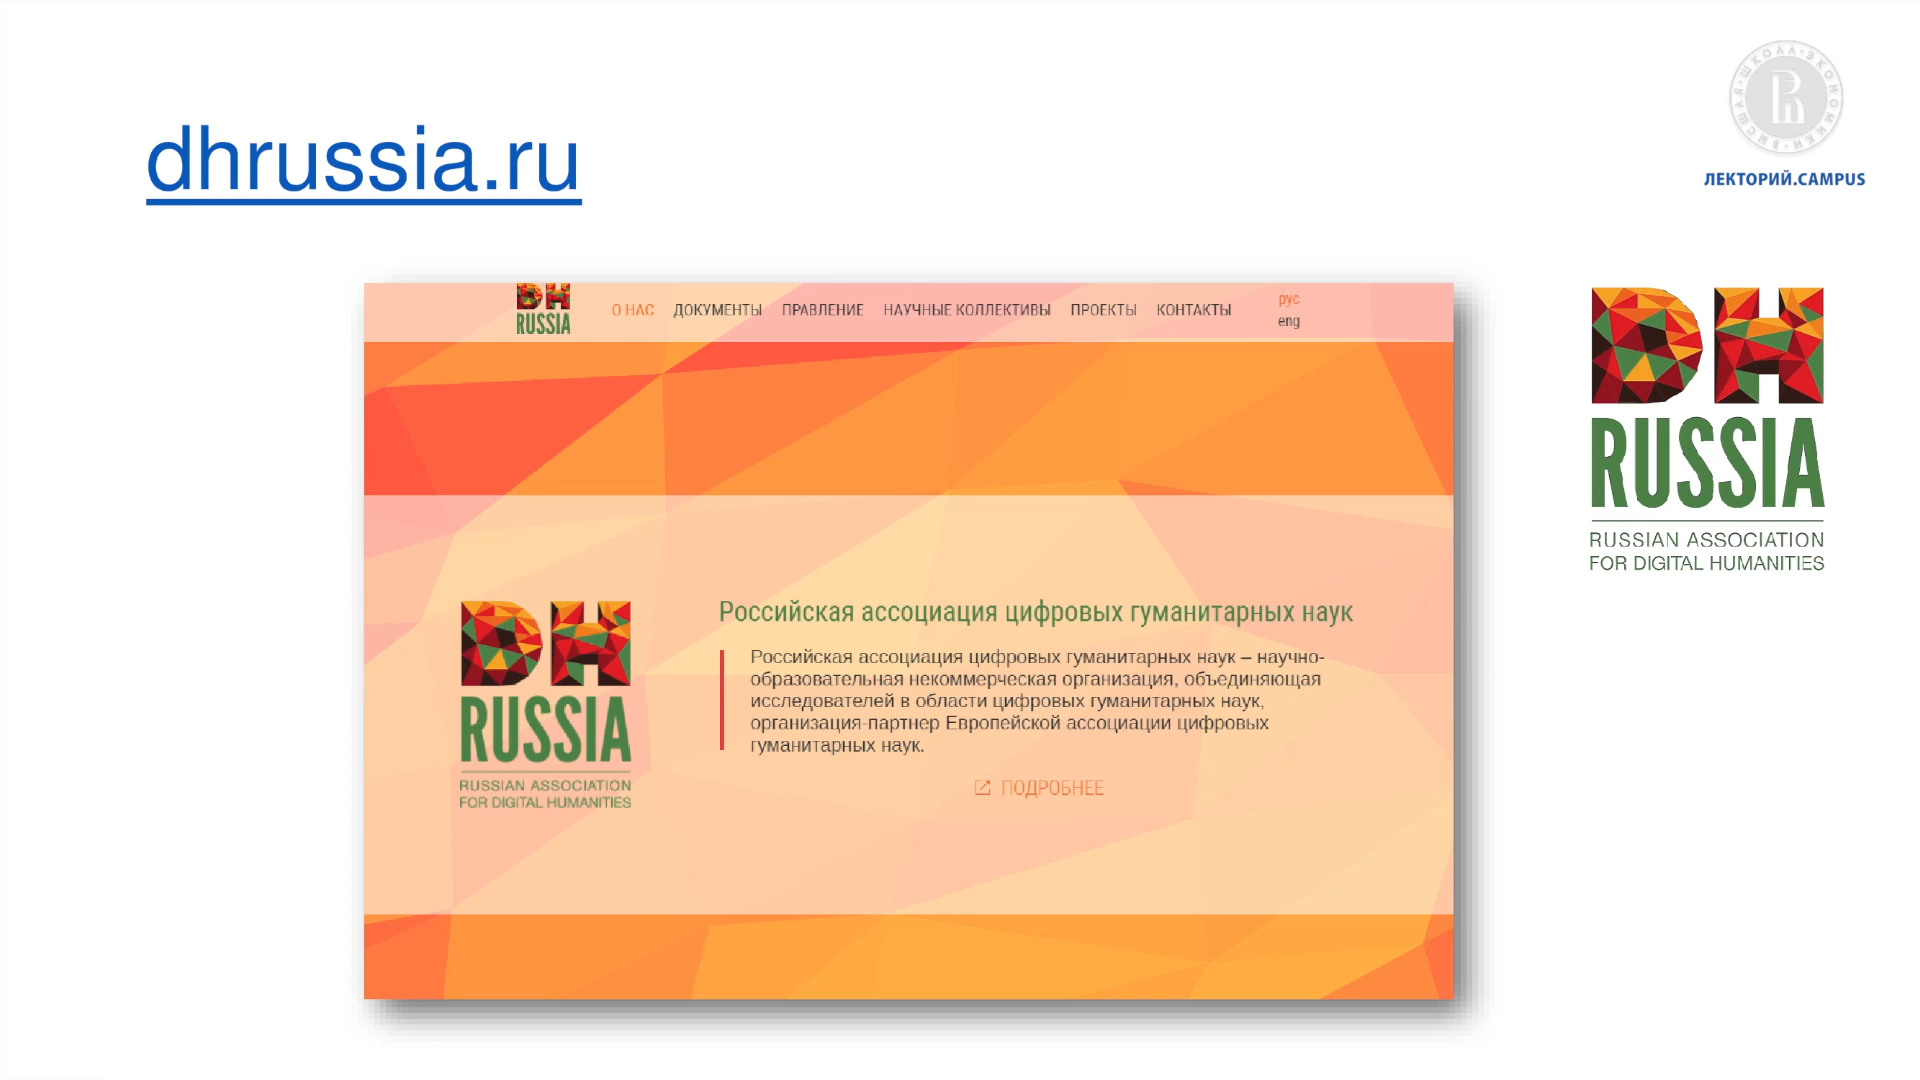 ВЫСШАЯ ШКОЛА ЭКОНОМИКИ
ЛЕКТОРИЙ.CAMPUS
dhrussia.ru
DH
RUSSIA
О НАС ДОКУМЕНТЫ ПРАВЛЕНИЕ НАУЧНЫЕ КОЛЛЕКТИВЫ ПРОЕКТЫ КОНТАКТЫ
рус
eng
DH
RUSSIA
RUSSIAN ASSOCIATION
FOR DIGITAL HUMANITIES
Российская ассоциация цифровых гуманитарных наук
Российская ассоциация цифровых гуманитарных наук – научно-
образовательная некоммерческая организация, объединяющая
исследователей в области цифровых гуманитарных наук,
организация-партнер Европейской ассоциации цифровых
гуманитарных наук.
ПОДРОБНЕЕ
DH
RUSSIA
RUSSIAN ASSOCIATION
FOR DIGITAL HUMANITIES